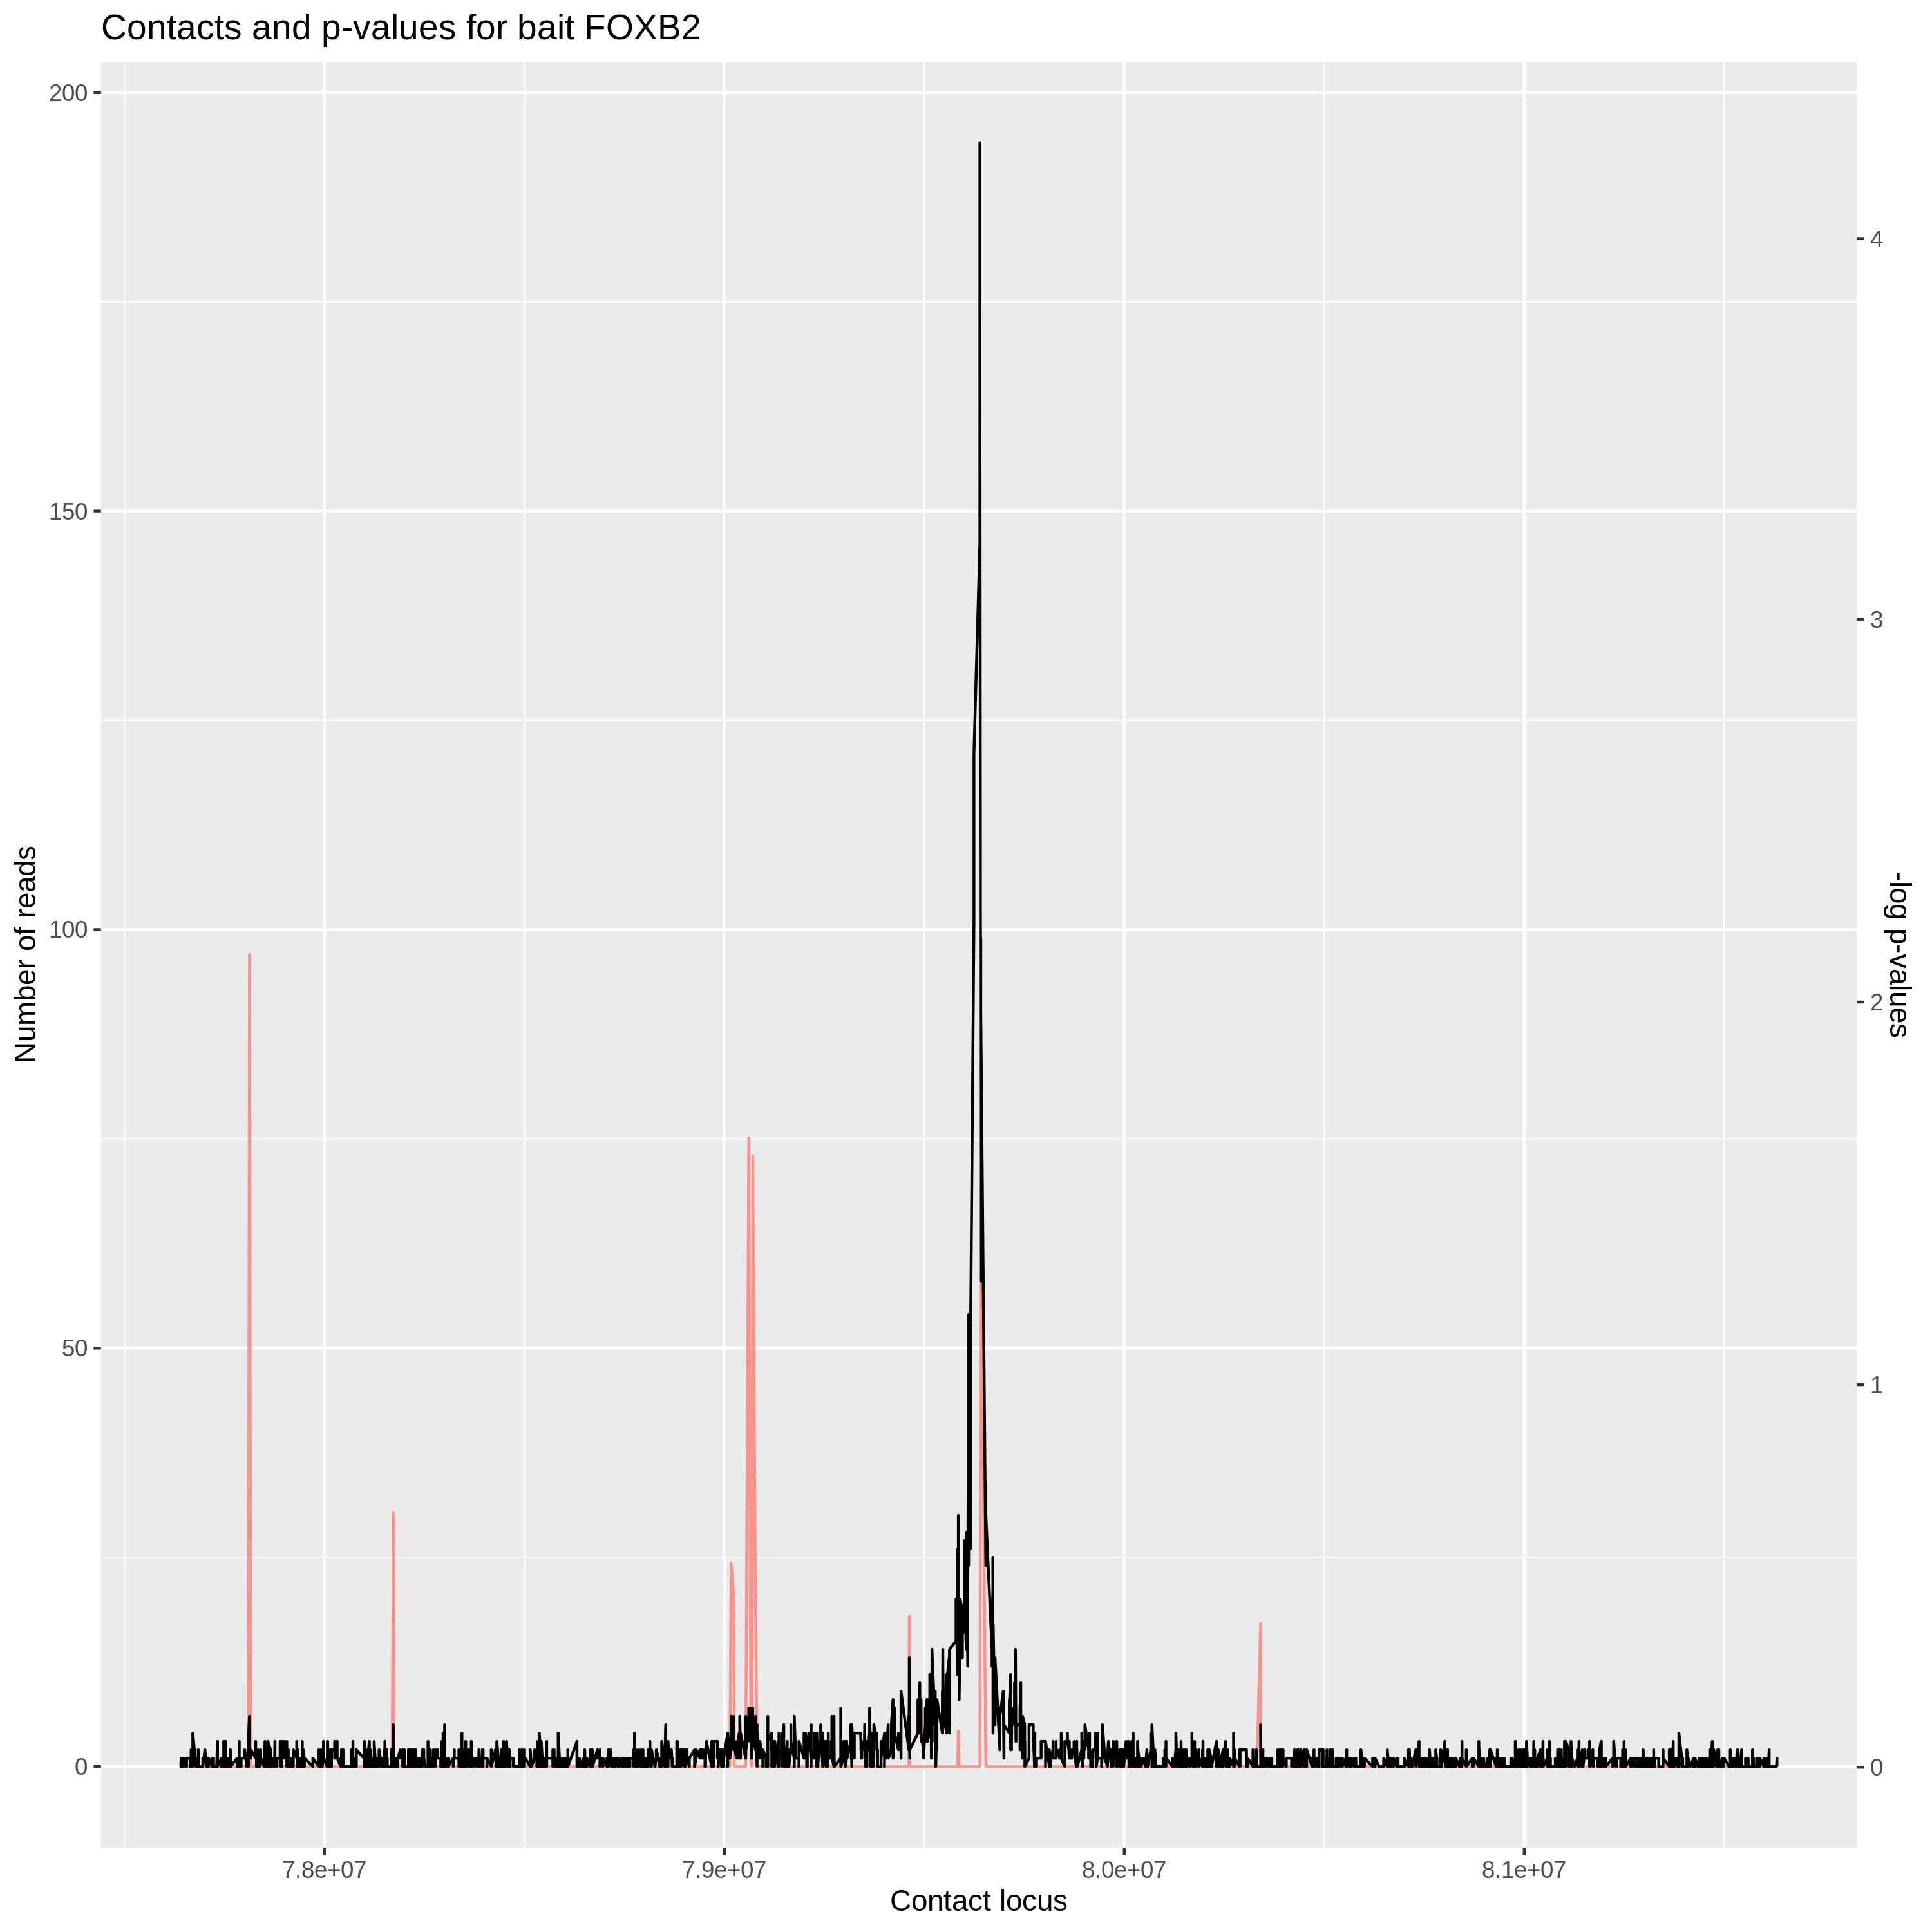 Contacts and p-values for bait FOXB2
200
150
100
50
0
Number of reads
4
3
2
1
0
-log p-values
7.8e+07
7.9e+07
8.0e+07
8.1e+07
Contact locus